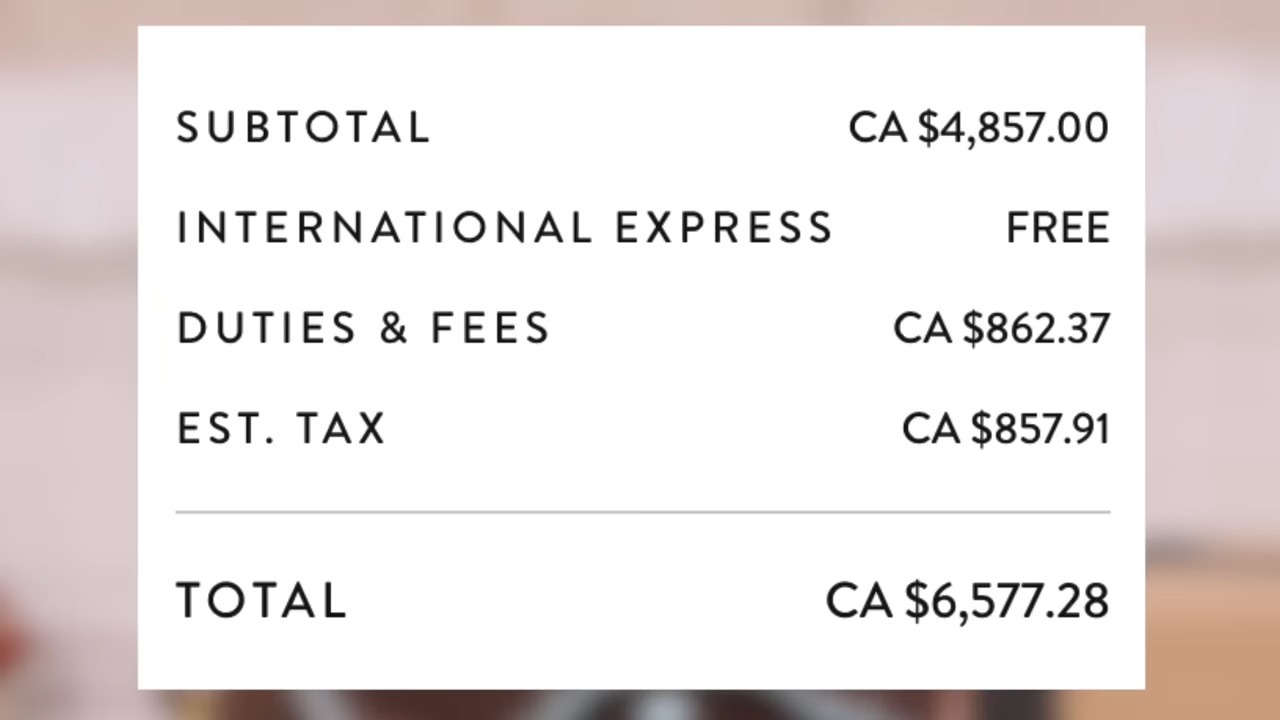 SUBTOTAL CA $4,857.00
INTERNATIONAL EXPRESS FREE
DUTIES & FEES CA $862.37
EST. TAX CA $857.91
TOTAL CA $6,577.28